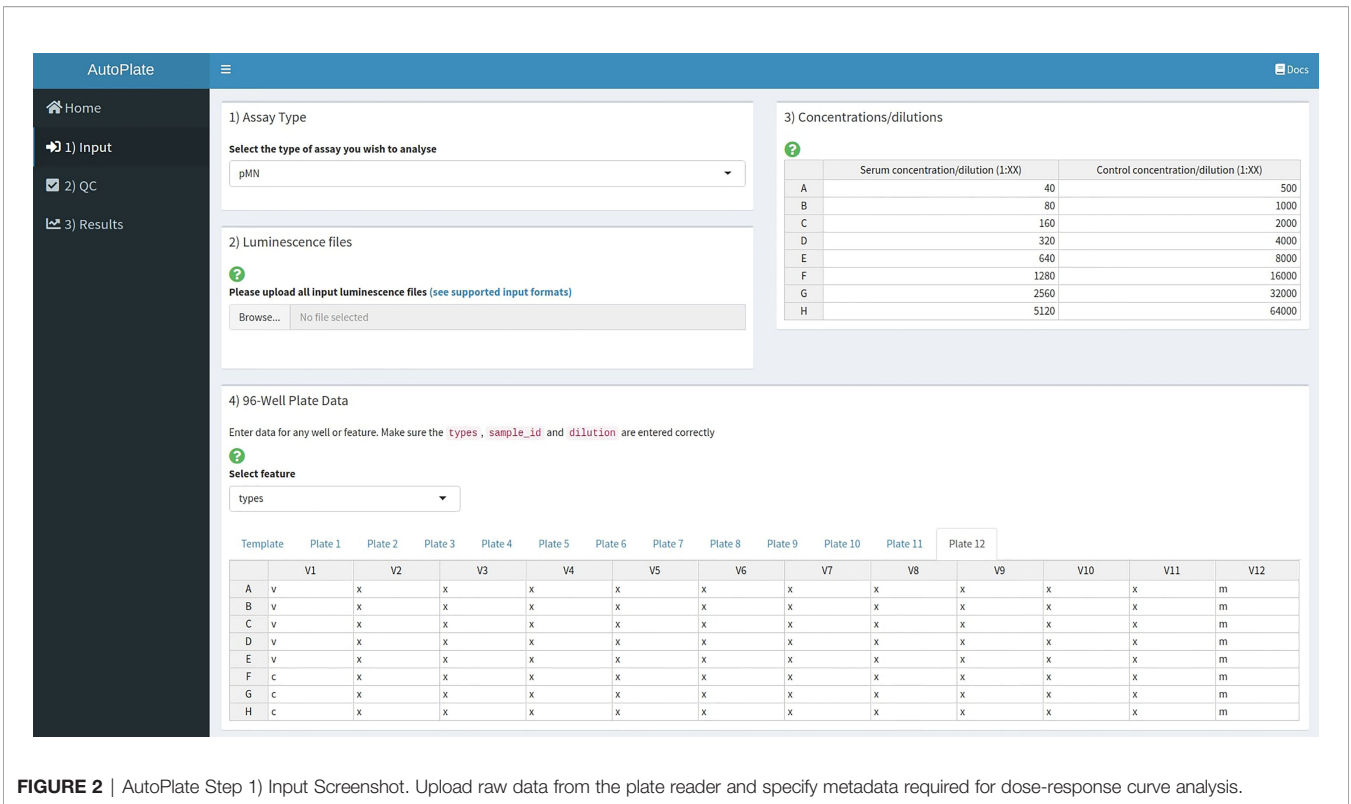 AutoPlate
Docs
Home
1) Input
2) QC
3) Results
1) Assay Type
Select the type of assay you wish to analyse
pMN
2) Luminescence files
?
Please upload all input luminescence files (see supported input formats)
Browse... No file selected
3) Concentrations/dilutions
?
Serum concentration/dilution (1:XX) Control concentration/dilution (1:XX)
A 40 500
B 80 1000
C 160 2000
D 320 4000
E 640 8000
F 1280 16000
G 2560 32000
H 5120 64000
4) 96-Well Plate Data
Enter data for any well or feature. Make sure the types , sample_id and dilution are entered correctly
?
Select feature
types
Template Plate 1 Plate 2 Plate 3 Plate 4 Plate 5 Plate 6 Plate 7 Plate 8 Plate 9 Plate 10 Plate 11 Plate 12
V1 V2 V3 V4 V5 V6 V7 V8 V9 V10 V11 V12
A v x x x x x x x x x x m
B v x x x x x x x x x x m
C v x x x x x x x x x x m
D v x x x x x x x x x x m
E v x x x x x x x x x x m
F c x x x x x x x x x x m
G c x x x x x x x x x x m
H c x x x x x x x x x x m
FIGURE 2 | AutoPlate Step 1) Input Screenshot. Upload raw data from the plate reader and specify metadata required for dose-response curve analysis.